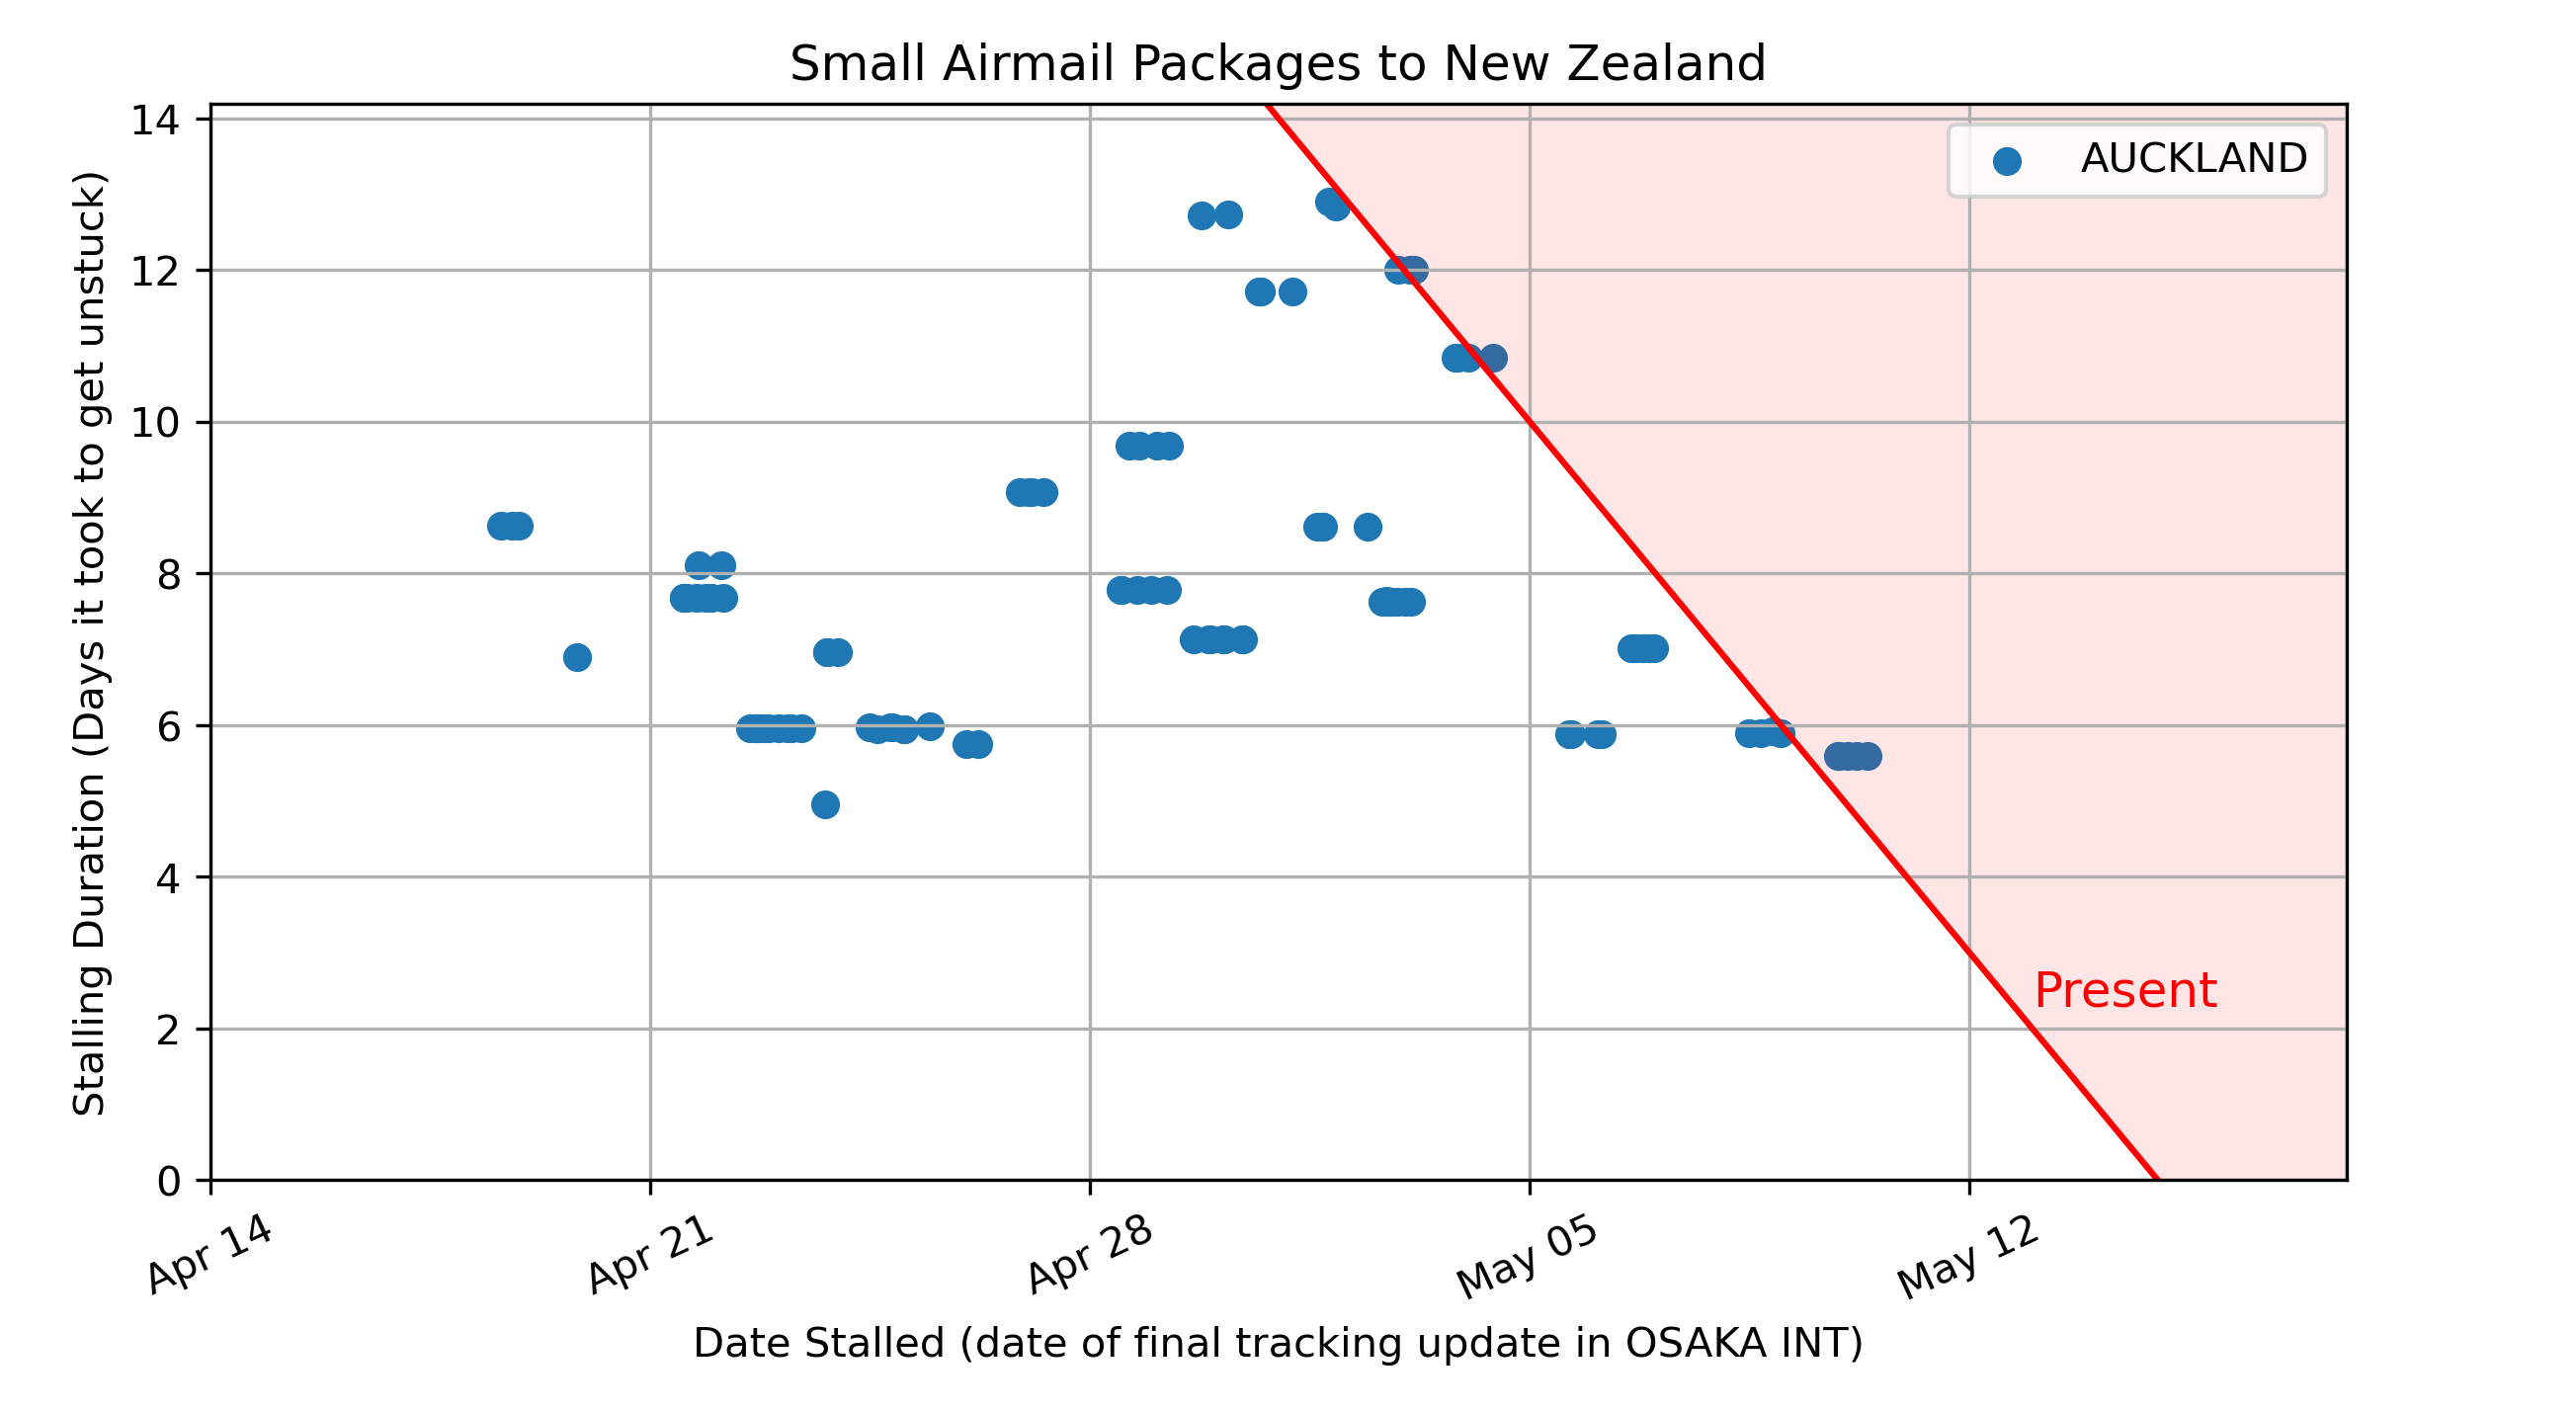 Small Airmail Packages to New Zealand
Stalling Duration (Days it took to get unstuck)
14
12
10
8
6
4
2
0
AUCKLAND
Present
Apr 14
Apr 21
Apr 28
May 05
May 12
Date Stalled (date of final tracking update in OSAKA INT)